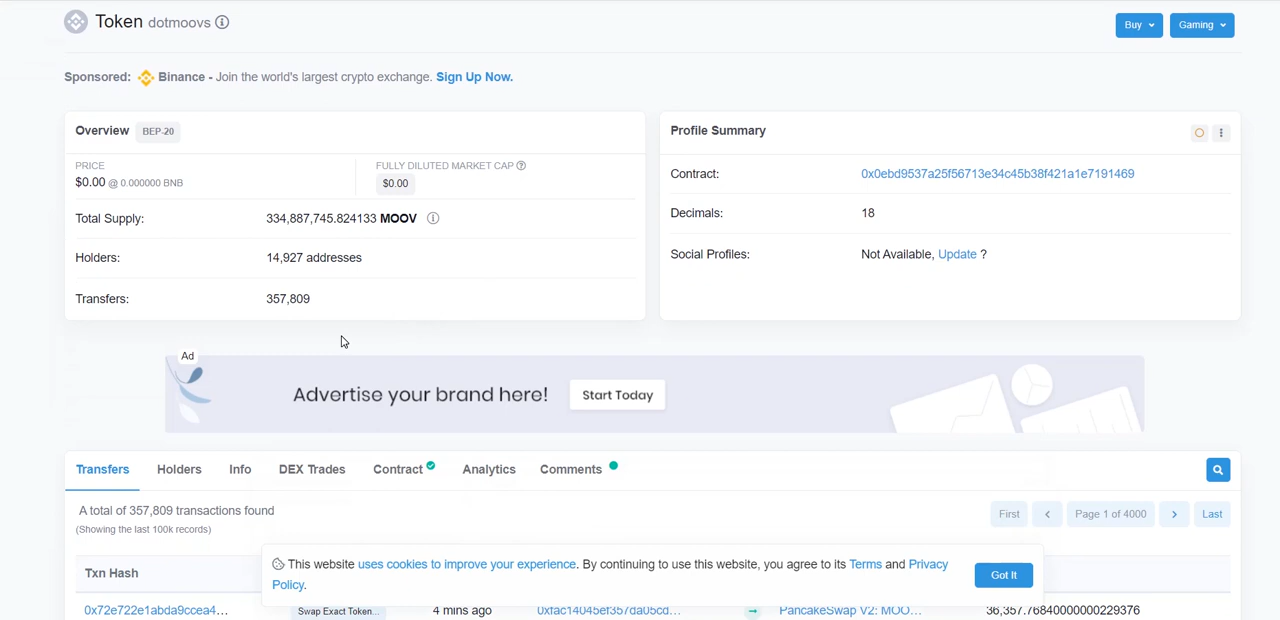 Token dotmoovs
Buy
Gaming
Sponsored: Binance - Join the world's largest crypto exchange. Sign Up Now.
Overview BEP-20
PRICE
$0.00 @ 0.000000 BNB
FULLY DILUTED MARKET CAP
$0.00
Total Supply: 334,887,745.824133 MOOV
Holders: 14,927 addresses
Transfers: 357,809
Profile Summary
Contract: 0x0ebd9537a25f56713e34c45b38f421a1e7191469
Decimals: 18
Social Profiles: Not Available, Update ?
Ad
Advertise your brand here! Start Today
Transfers Holders Info DEX Trades Contract Analytics Comments
A total of 357,809 transactions found
(Showing the last 100k records)
First < Page 1 of 4000 > Last
Txn Hash
This website uses cookies to improve your experience. By continuing to use this website, you agree to its Terms and Privacy
Policy.
Got It
0x72e722e1abda9ccea4... Swap Exact Token... 4 mins ago 0xfac14045ef357da05cd... PancakeSwap V2: MOO... 36,357.76840000000229376